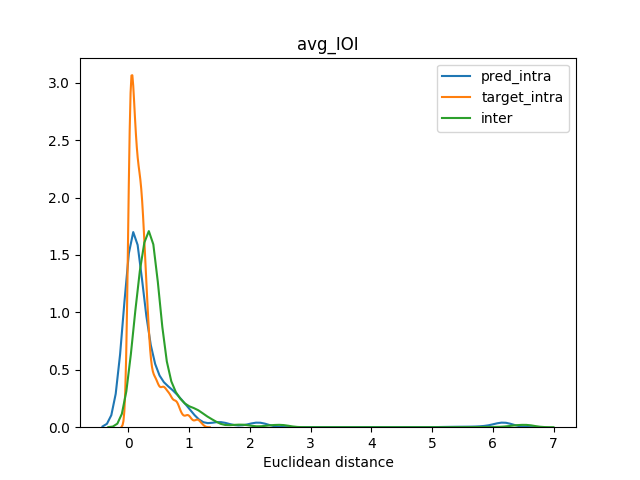 avg_IOI
pred_intra
target_intra
inter
3.0
2.5
2.0
1.5
1.0
0.5
0.0
0 1 2 3 4 5 6 7
Euclidean distance